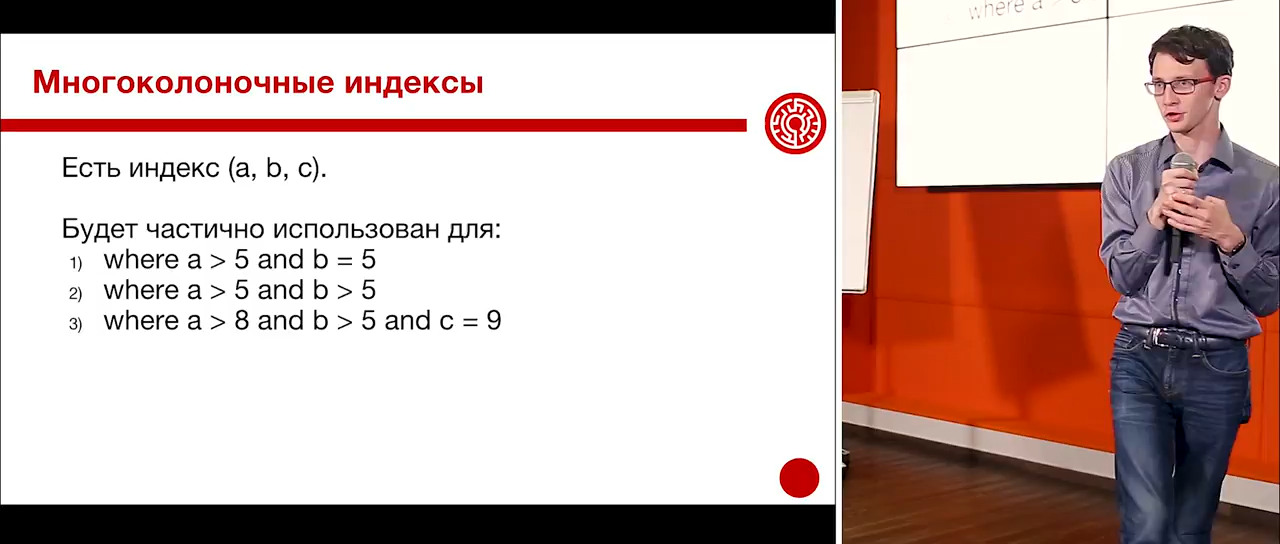 Многоколоночные индексы
Есть индекс (a, b, c).
Будет частично использован для:
1) where a > 5 and b = 5
2) where a > 5 and b > 5
3) where a > 8 and b > 5 and c = 9
where a >